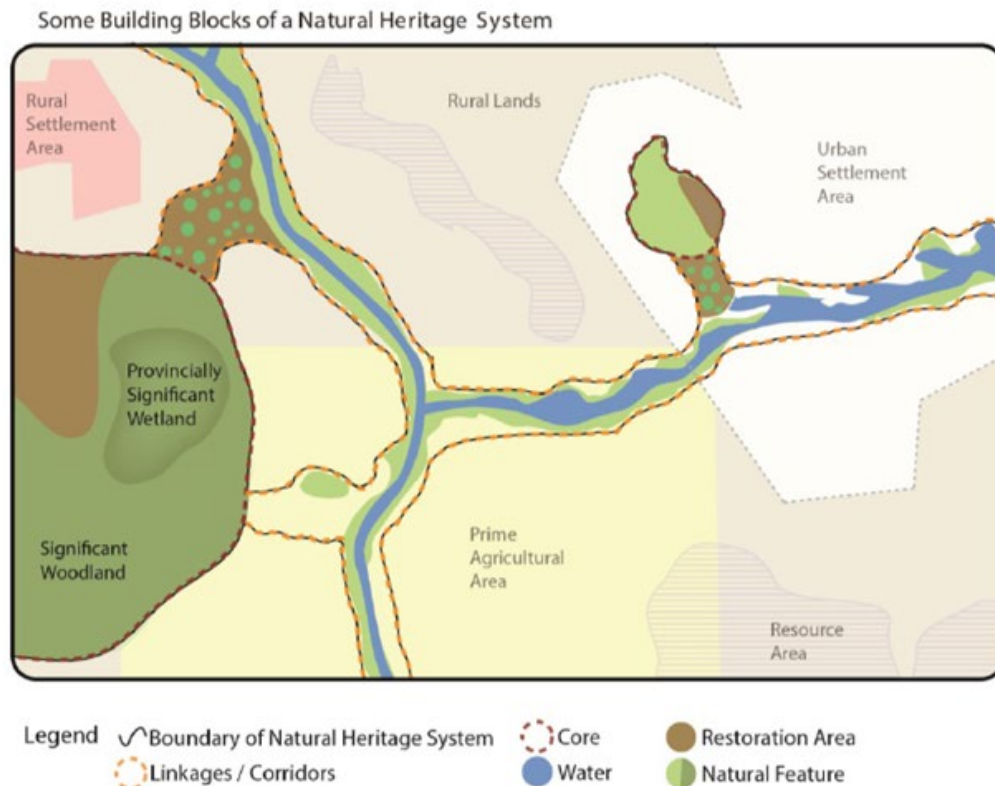 Some Building Blocks of a Natural Heritage System
Rural
Settlement
Area
Rural Lands
Urban
Settlement
Area
Provincially
Significant
Wetland
Significant
Woodland
Prime
Agricultural
Area
Resource
Area
Legend
Boundary of Natural Heritage System
Core
Restoration Area
Linkages / Corridors
Water
Natural Feature